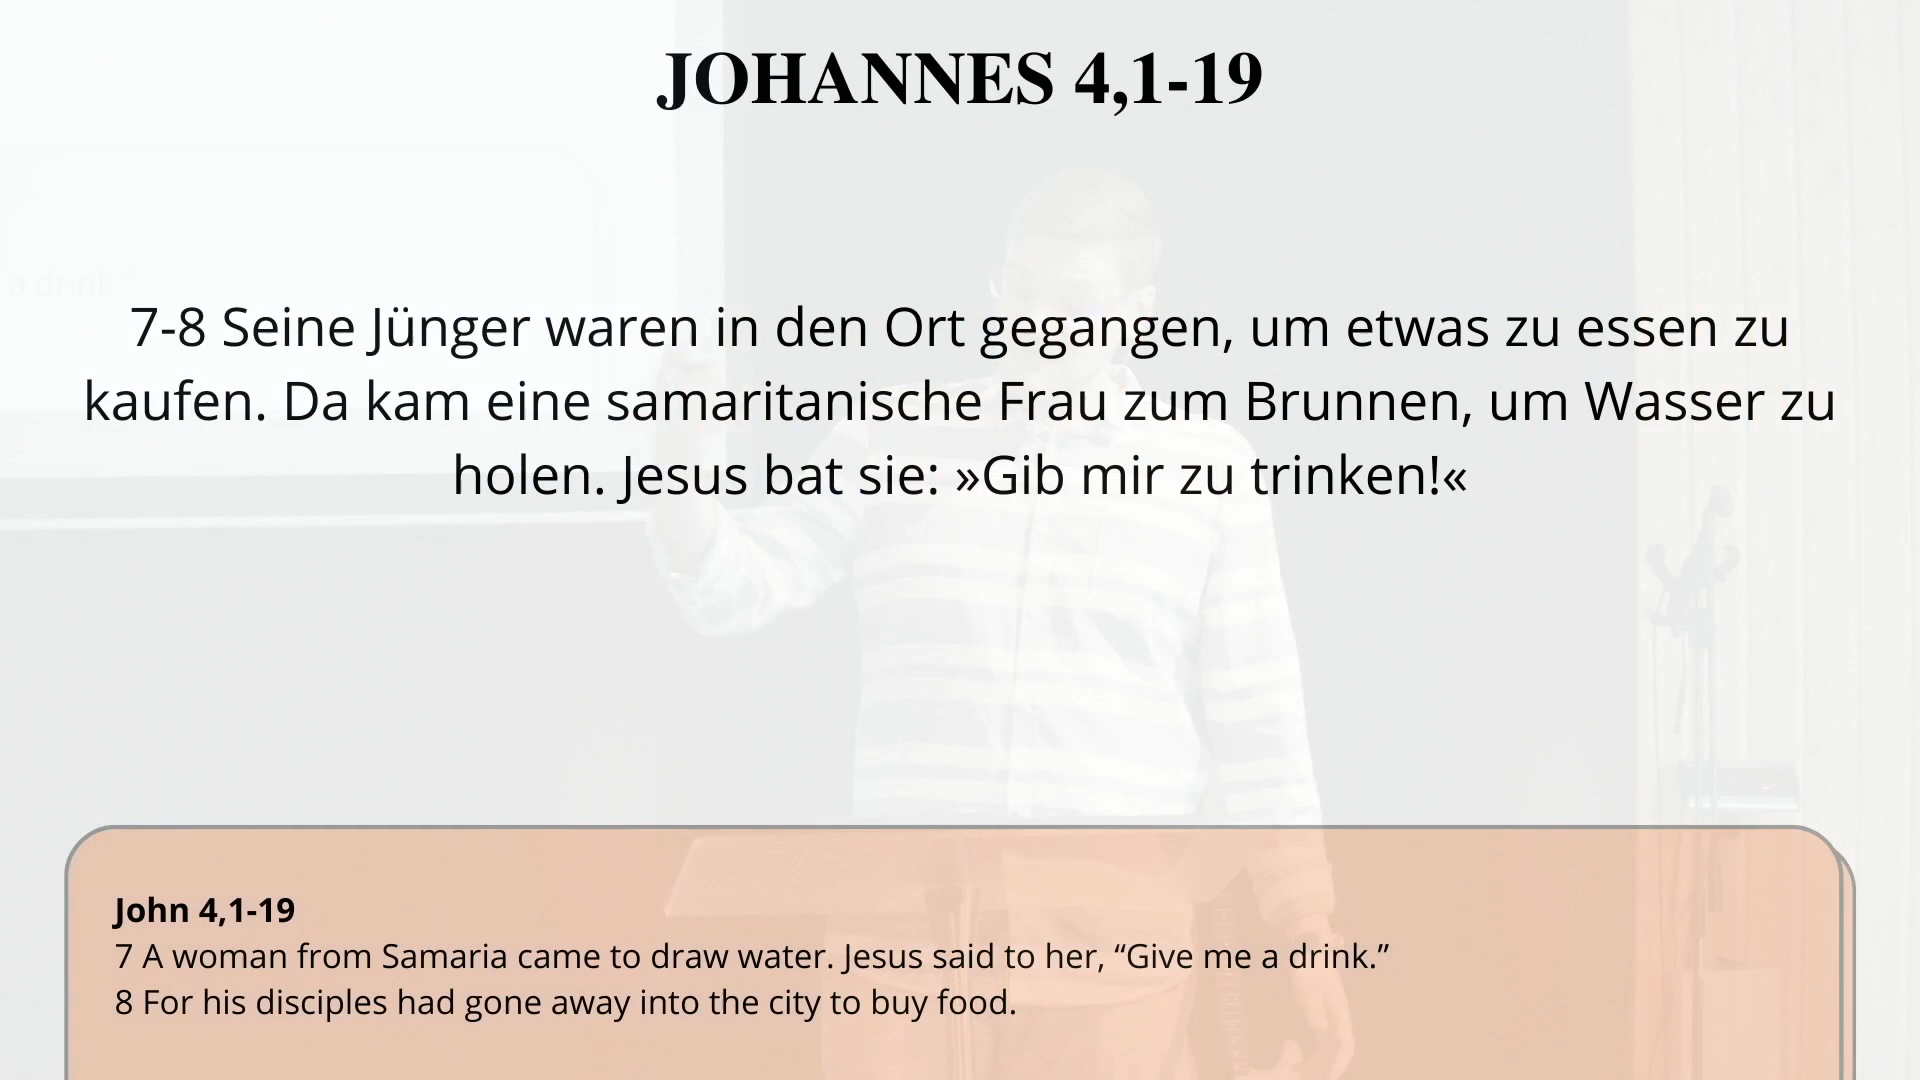 JOHANNES 4,1-19
a drink
7-8 Seine Jünger waren in den Ort gegangen, um etwas zu essen zu
kaufen. Da kam eine samaritanische Frau zum Brunnen, um Wasser zu
holen. Jesus bat sie: »Gib mir zu trinken!«
John 4,1-19
7 A woman from Samaria came to draw water. Jesus said to her, “Give me a drink.”
8 For his disciples had gone away into the city to buy food.